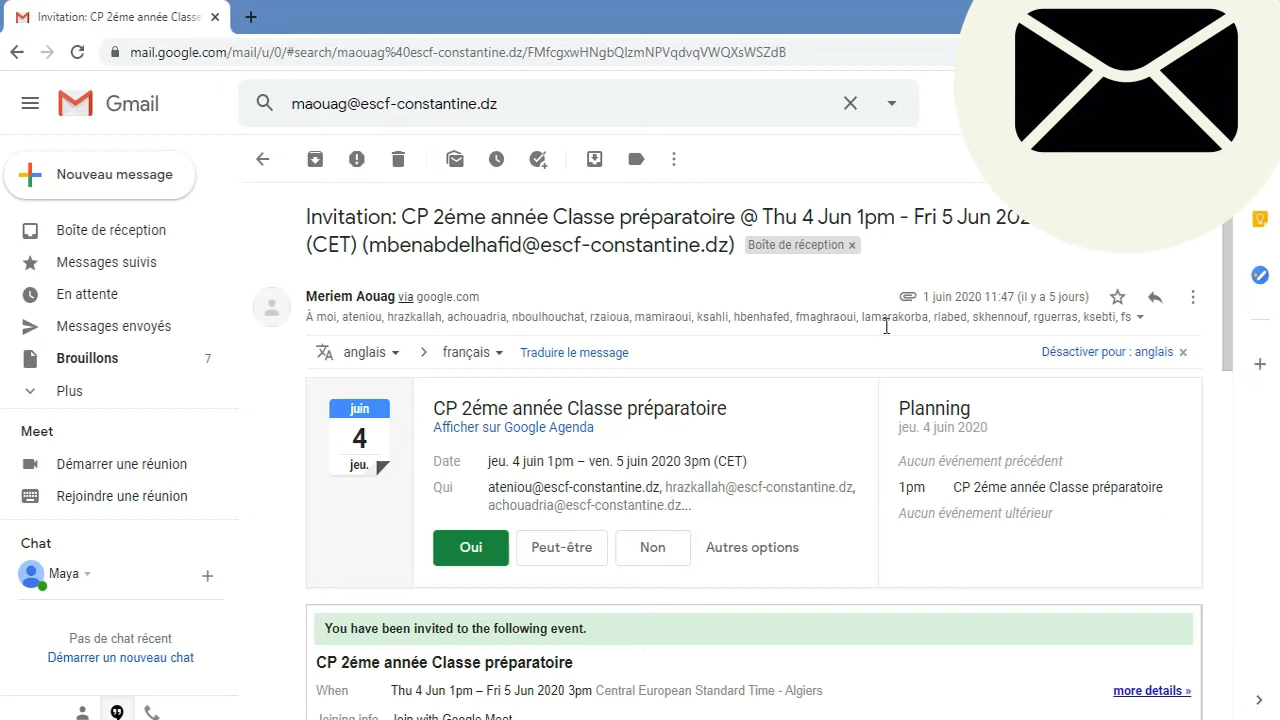 Invitation: CP 2éme année Classe
mail.google.com/mail/u/0/#search/maouag%40escf-constantine.dz/FMfcgxwHNgbQlzmNPVqdvqVWQXsWSZdB
Gmail
maouag@escf-constantine.dz
Nouveau message
Boîte de réception
Messages suivis
En attente
Messages envoyés
Brouillons 7
Plus
Meet
Démarrer une réunion
Rejoindre une réunion
Chat
Maya
Pas de chat récent
Démarrer un nouveau chat
Invitation: CP 2éme année Classe préparatoire @ Thu 4 Jun 1pm - Fri 5 Jun
(CET) (mbenabdelhafid@escf-constantine.dz) Boîte de réception
Meriem Aouag via google.com
1 juin 2020 11:47 (il y a 5 jours)
À moi, ateniou, hrazkallah, achouadria, nboulhouchat, rzaioua, mamiraoui, ksahli, hbenhafed, fmaghraoui, lamarakorba, rlabed, skhennouf, rguerras, ksebti, fs
anglais > français Traduire le message
Désactiver pour : anglais
juin
4
jeu.
CP 2éme année Classe préparatoire
Afficher sur Google Agenda
Date jeu. 4 juin 1pm – ven. 5 juin 2020 3pm (CET)
Qui ateniou@escf-constantine.dz, hrazkallah@escf-constantine.dz,
achouadria@escf-constantine.dz...
Oui Peut-être Non Autres options
Planning
jeu. 4 juin 2020
Aucun événement précédent
1pm CP 2éme année Classe préparatoire
Aucun événement ultérieur
You have been invited to the following event.
CP 2éme année Classe préparatoire
When Thu 4 Jun 1pm – Fri 5 Jun 2020 3pm Central European Standard Time - Algiers
more details »
Joining info Join with Google Meet